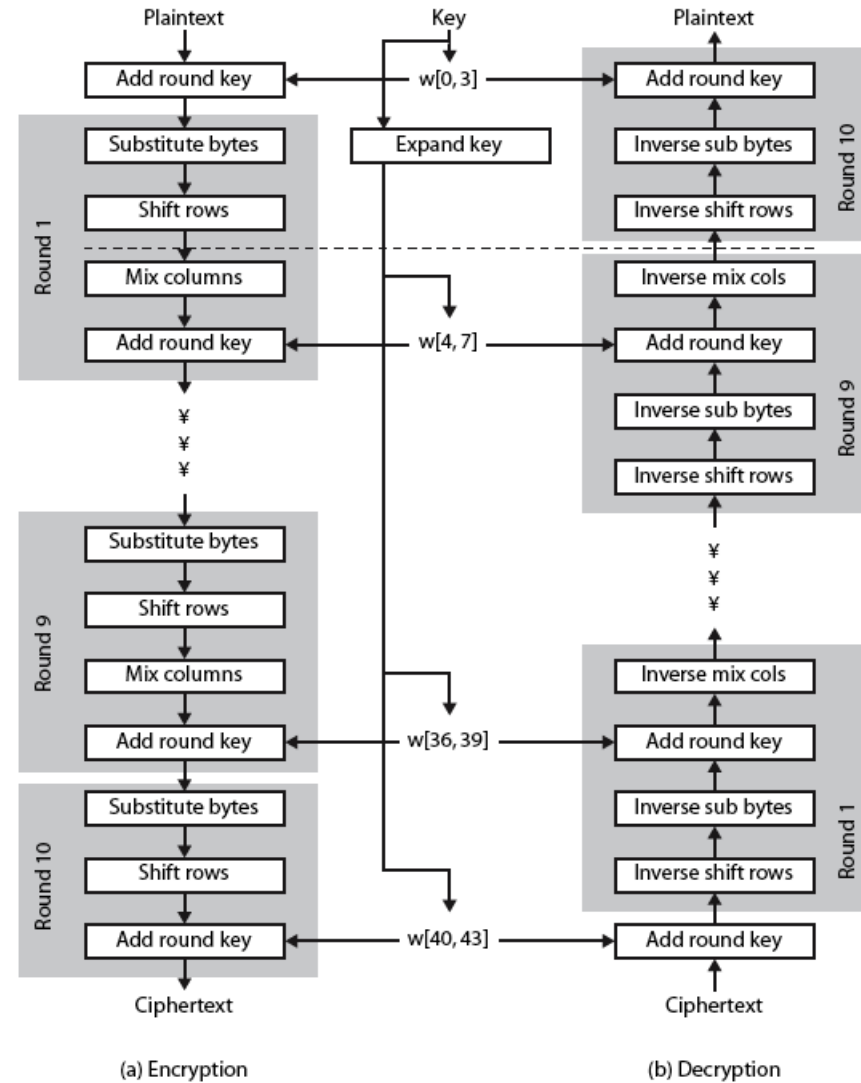 Plaintext
Key
Plaintext
Add round key
w[0, 3]
Add round key
Round 1
Substitute bytes
Expand key
Inverse sub bytes
Round 10
Shift rows
Inverse shift rows
Mix columns
Inverse mix cols
Add round key
w[4, 7]
Add round key
Round 9
¥
¥
¥
Inverse sub bytes
Inverse shift rows
Round 9
Substitute bytes
¥
¥
¥
Shift rows
Mix columns
Inverse mix cols
Add round key
w[36, 39]
Add round key
Round 10
Substitute bytes
Inverse sub bytes
Round 1
Shift rows
Inverse shift rows
Add round key
w[40, 43]
Add round key
Ciphertext
Ciphertext
(a) Encryption
(b) Decryption